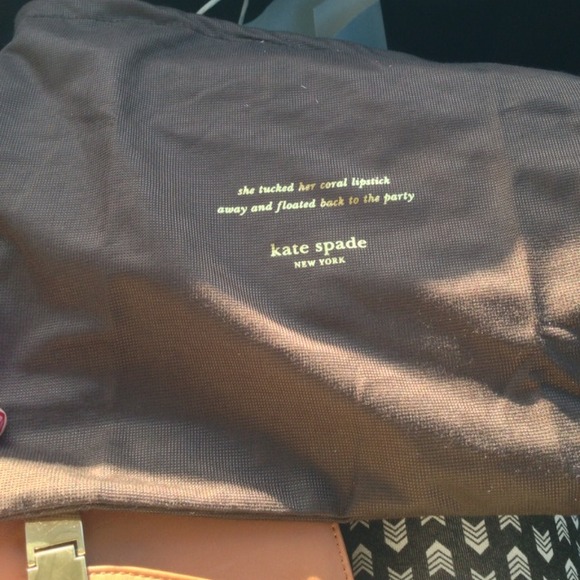 she tucked her coral lipstick
away and floated back to the party
kate spade
NEW YORK